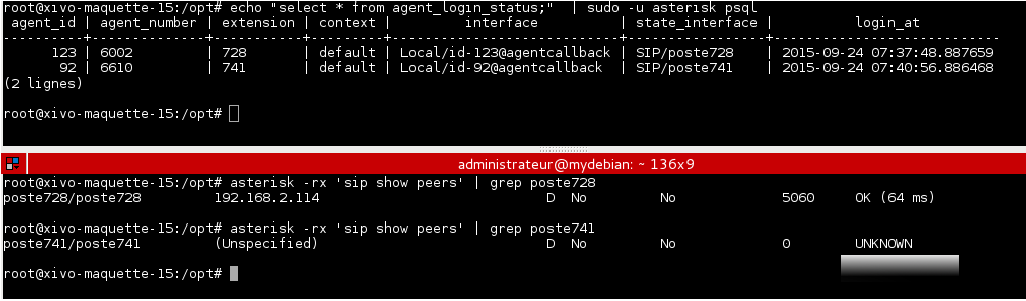 root@xivo-maquette-15:/opt# echo "select * from agent_login_status;"  | sudo -u asterisk psql
 agent_id | agent_number | extension | context |        interface         | state_interface |          login_at
----------+--------------+-----------+---------+--------------------------+-----------------+----------------------------
      123 | 6002         | 728       | default | Local/id-123@agentcallback | SIP/poste728    | 2015-09-24 07:37:48.887659
       92 | 6610         | 741       | default | Local/id-92@agentcallback  | SIP/poste741    | 2015-09-24 07:40:56.886468
(2 lignes)
root@xivo-maquette-15:/opt#
administrateur@mydebian: ~ 136x9
root@xivo-maquette-15:/opt# asterisk -rx 'sip show peers' | grep poste728
poste728/poste728         192.168.2.114                               D  No         No            5060     OK (64 ms)
root@xivo-maquette-15:/opt# asterisk -rx 'sip show peers' | grep poste741
poste741/poste741         (Unspecified)                               D  No         No            0        UNKNOWN
root@xivo-maquette-15:/opt#